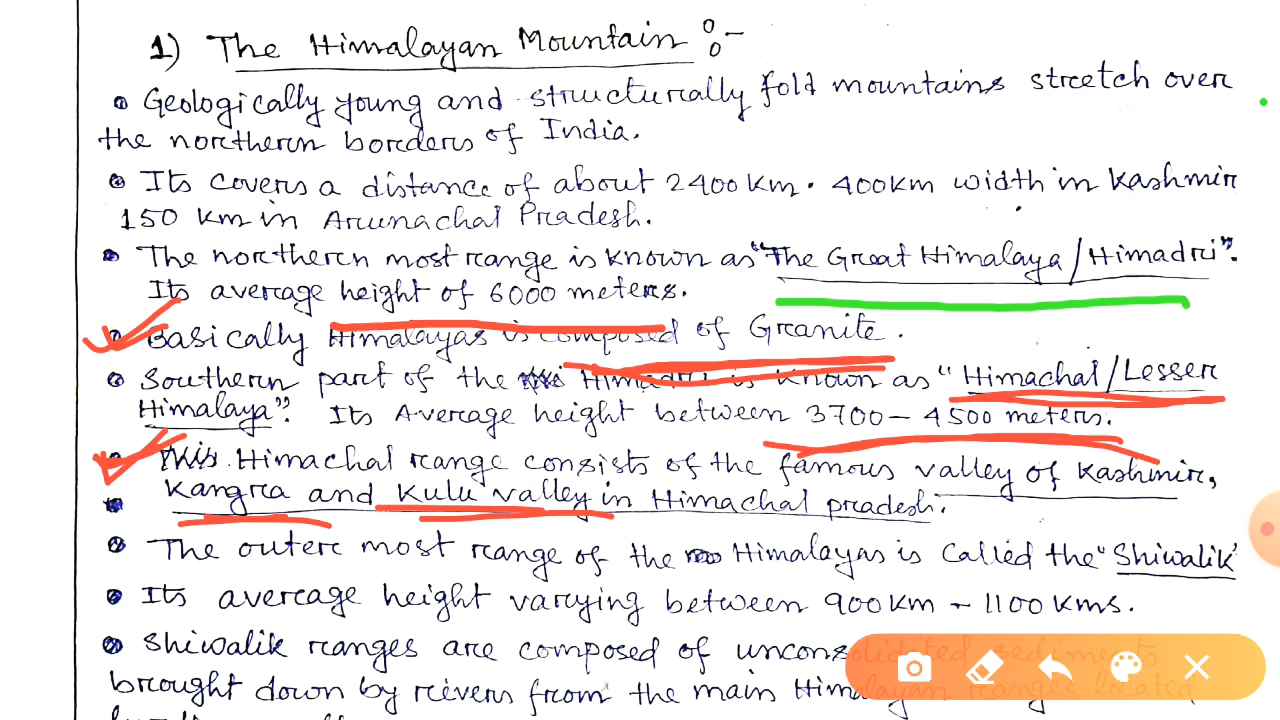 1) The Himalayan Mountain :-
• Geologically young and structurally fold mountains stretch over
the northern borders of India.
• Its covers a distance of about 2400 Km. 400Km width in Kashmir
150 Km in Arunachal Pradesh.
• The northern most range is known as "The Great Himalaya/Himadri".
Its average height of 6000 meters.
• Basically Himalayas is composed of Granite.
• Southern part of the Himadri is known as "Himachal/Lesser
Himalaya". Its Average height between 3700 – 4500 meters.
• This Himachal range consists of the famous valley of Kashmir,
• Kangra and Kulu valley in Himachal pradesh.
• The outer most range of the Himalayas is called the "Shiwalik"
• Its average height varying between 900 Km – 1100 Kms.
• Shiwalik ranges are composed of unconsolidated sediments
brought down by rivers from the main Himalayan ranges located